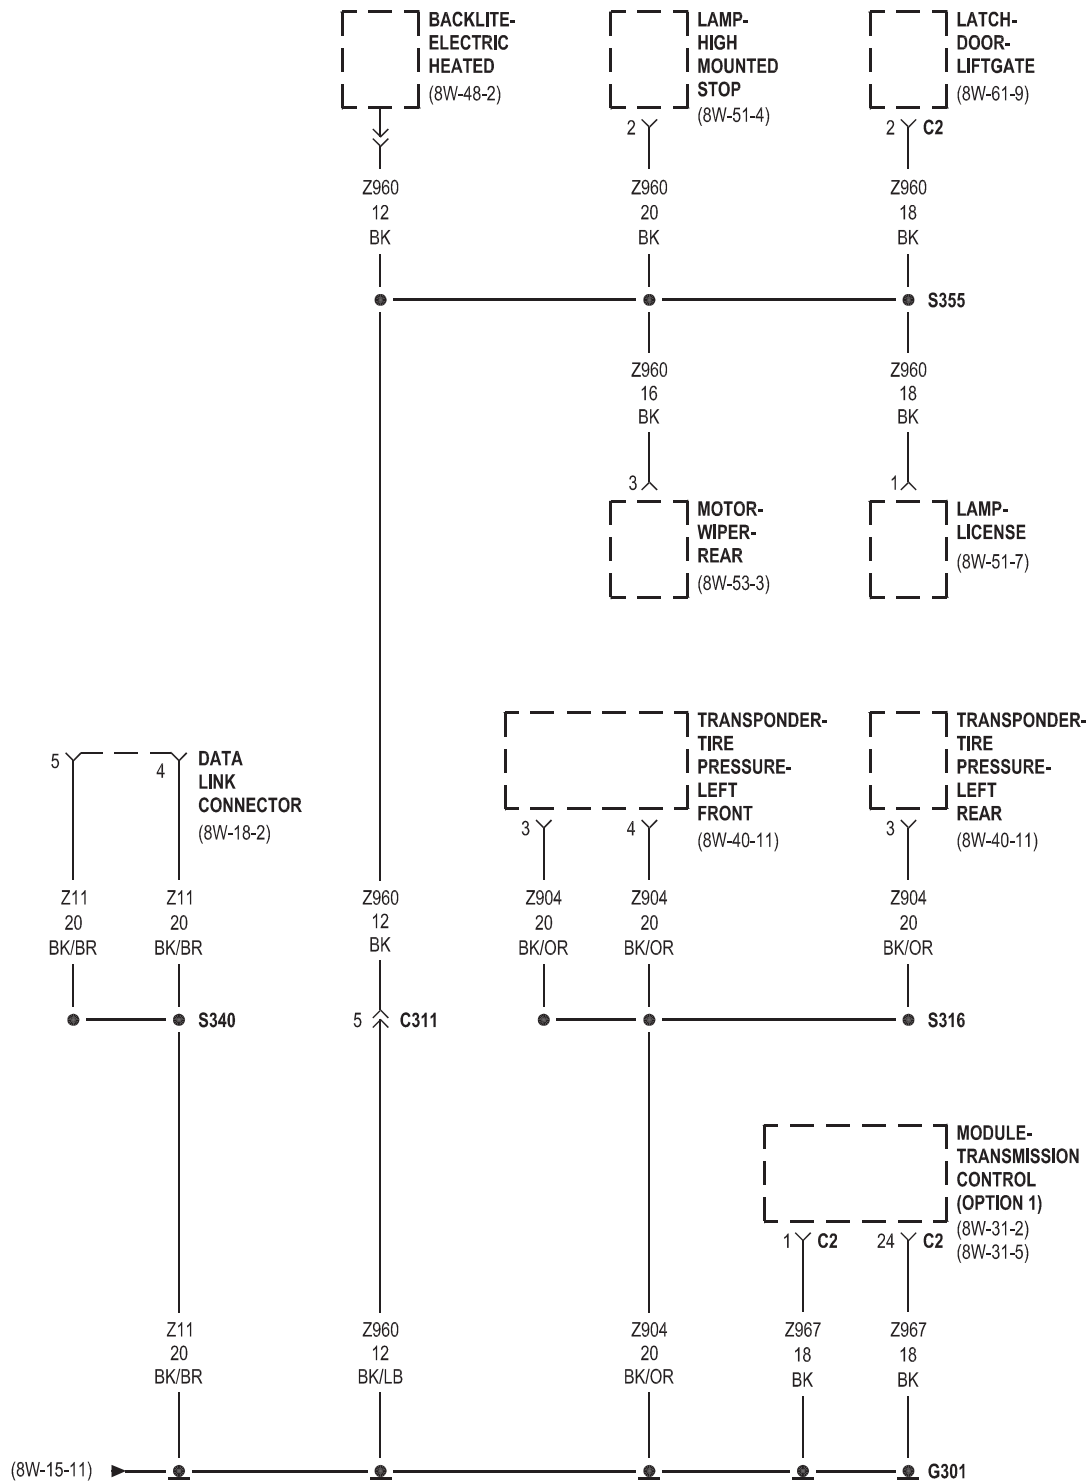 BACKLITE-
ELECTRIC
HEATED
(8W-48-2)
LAMP-
HIGH
MOUNTED
STOP
(8W-51-4)
LATCH-
DOOR-
LIFTGATE
(8W-61-9)
2
2
C2
Z960
12
BK
Z960
20
BK
Z960
18
BK
S355
Z960
16
BK
Z960
18
BK
3
1
MOTOR-
WIPER-
REAR
(8W-53-3)
LAMP-
LICENSE
(8W-51-7)
5
4
DATA
LINK
CONNECTOR
(8W-18-2)
TRANSPONDER-
TIRE
PRESSURE-
LEFT
FRONT
(8W-40-11)
TRANSPONDER-
TIRE
PRESSURE-
LEFT
REAR
(8W-40-11)
3
4
3
Z11
20
BK/BR
Z11
20
BK/BR
Z960
12
BK
Z904
20
BK/OR
Z904
20
BK/OR
Z904
20
BK/OR
S340
5
C311
S316
MODULE-
TRANSMISSION
CONTROL
(OPTION 1)
(8W-31-2)
(8W-31-5)
1
C2
24
C2
Z11
20
BK/BR
Z960
12
BK/LB
Z904
20
BK/OR
Z967
18
BK
Z967
18
BK
(8W-15-11)
G301